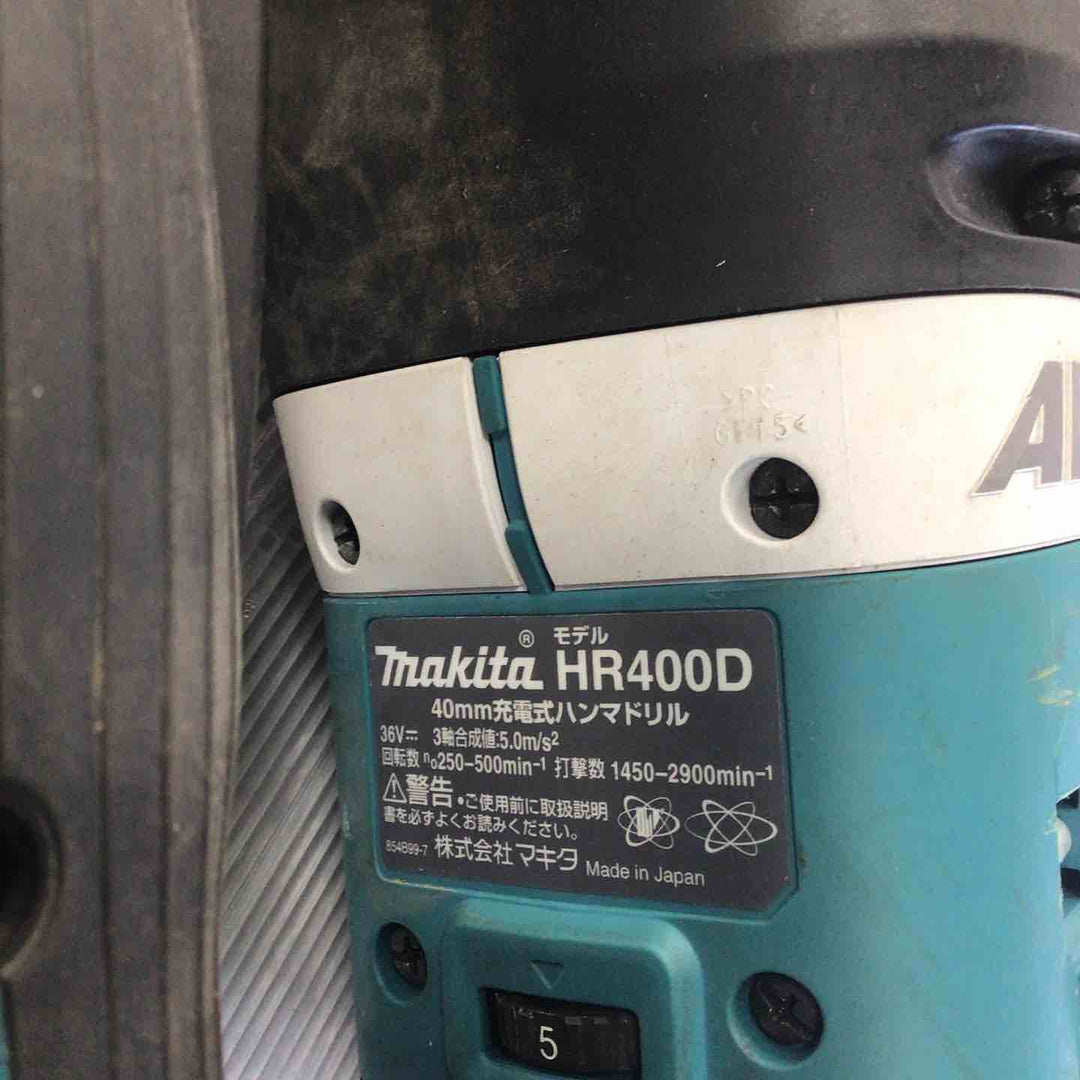 >PC
AV
makita® モデル HR400D
40mm充電式ハンマドリル
36V⎓ 3軸合成値:5.0m/s²
回転数 n₀250-500min⁻¹ 打撃数 1450-2900min⁻¹
⚠警告 •ご使用前に取扱説明
書を必ずよくお読みください。
854B99-7 株式会社マキタ Made in Japan
5